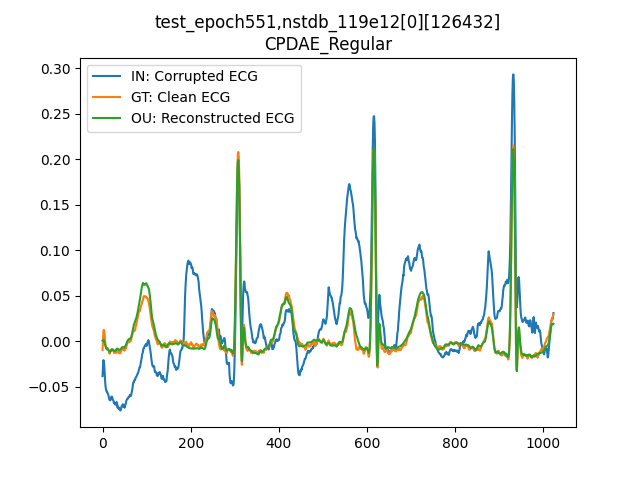 test_epoch551,nstdb_119e12[0][126432]
CPDAE_Regular
IN: Corrupted ECG
GT: Clean ECG
OU: Reconstructed ECG
0.30
0.25
0.20
0.15
0.10
0.05
0.00
−0.05
0 200 400 600 800 1000